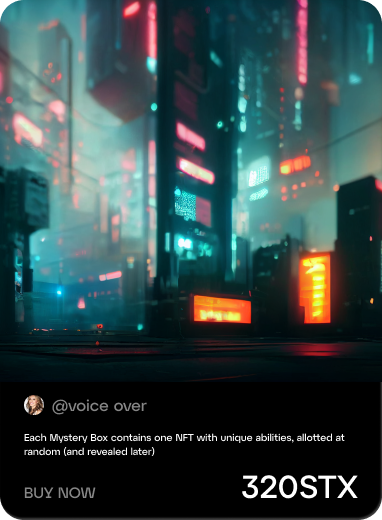 @voice over
Each Mystery Box contains one NFT with unique abilities, allotted at
random (and revealed later)
BUY NOW
320STX